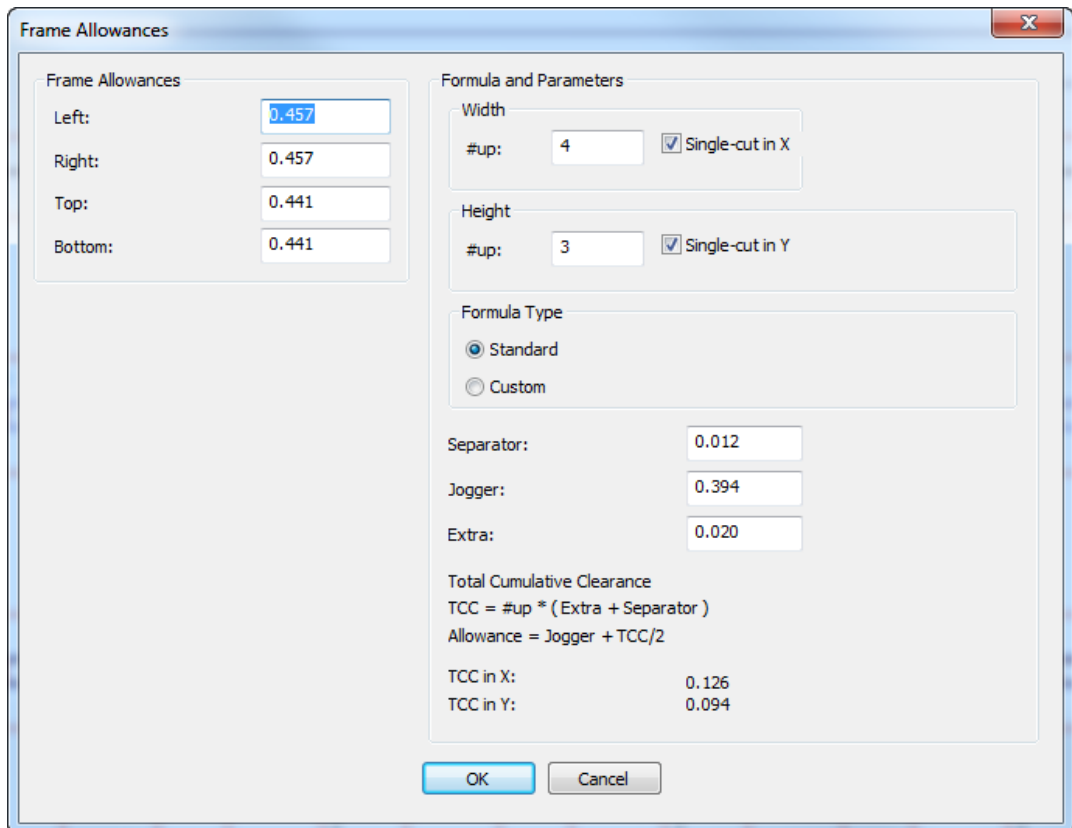 Frame Allowances
Frame Allowances
Left: 0.457
Right: 0.457
Top: 0.441
Bottom: 0.441
Formula and Parameters
Width
#up: 4 Single-cut in X
Height
#up: 3 Single-cut in Y
Formula Type
Standard
Custom
Separator: 0.012
Jogger: 0.394
Extra: 0.020
Total Cumulative Clearance
TCC = #up * ( Extra + Separator )
Allowance = Jogger + TCC/2
TCC in X: 0.126
TCC in Y: 0.094
OK Cancel